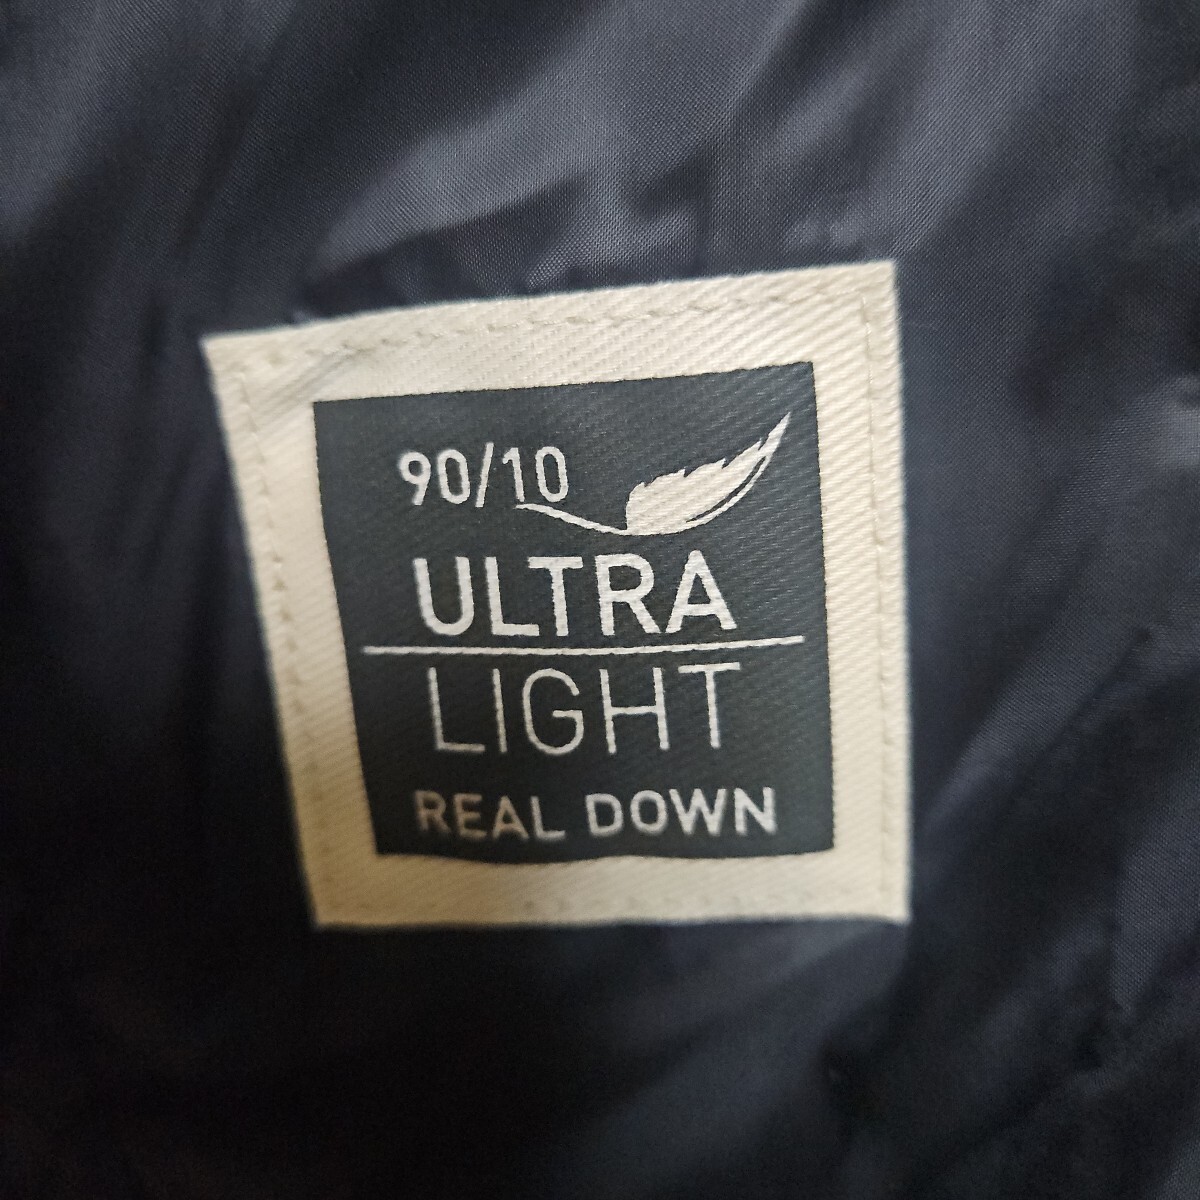 90/10
ULTRA
LIGHT
REAL DOWN